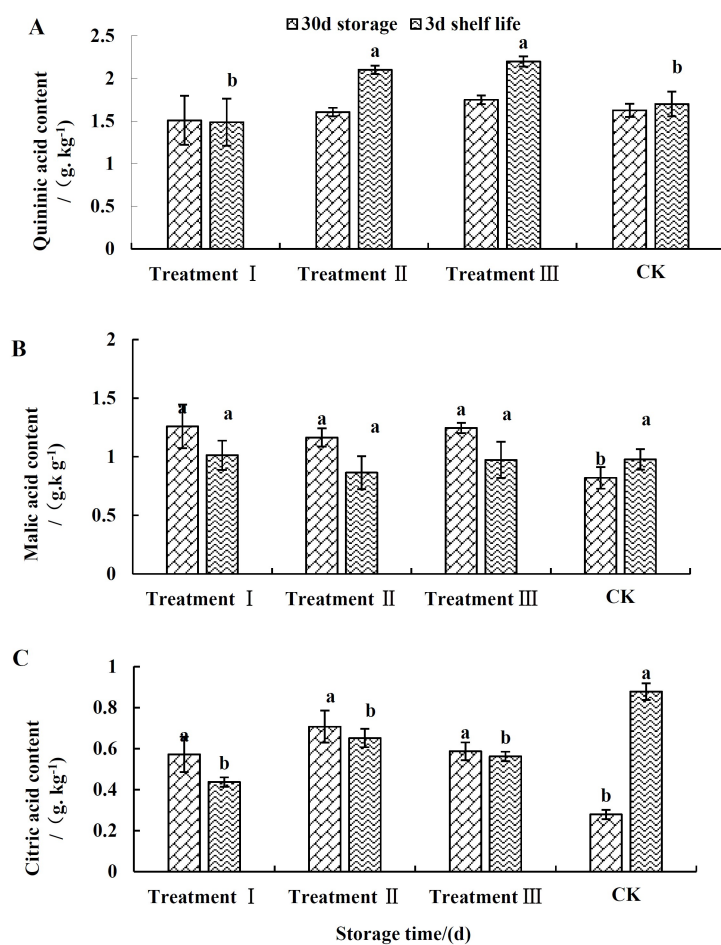 A
30d storage 3d shelf life
Quininic acid content
/（g. kg-1)
2.5
2
1.5
1
0.5
0
b
a
a
b
Treatment Ⅰ
Treatment Ⅱ
Treatment Ⅲ
CK
B
Malic acid content
/（g.k g-1)
2
1.5
1
0.5
0
a
a
a
a
a
a
b
a
Treatment Ⅰ
Treatment Ⅱ
Treatment Ⅲ
CK
C
Citric acid content
/（g. kg-1)
1
0.8
0.6
0.4
0.2
0
a
b
a
b
a
b
b
a
Treatment Ⅰ
Treatment Ⅱ
Treatment Ⅲ
CK
Storage time/(d)